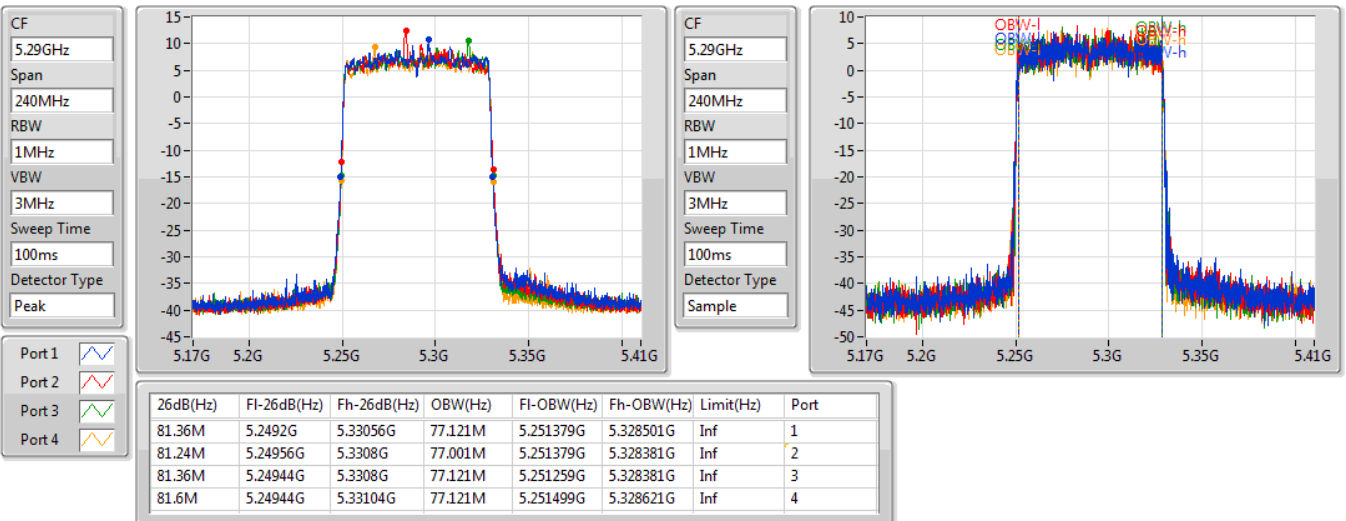 CF
5.29GHz
Span
240MHz
RBW
1MHz
VBW
3MHz
Sweep Time
100ms
Detector Type
Peak
15
10
5
0
-5
-10
-15
-20
-25
-30
-35
-40
-45
5.17G 5.2G 5.25G 5.3G 5.35G 5.41G
CF
5.29GHz
Span
240MHz
RBW
1MHz
VBW
3MHz
Sweep Time
100ms
Detector Type
Sample
10
5
0
-5
-10
-15
-20
-25
-30
-35
-40
-45
-50
OBW-l OBW-h
5.17G 5.2G 5.25G 5.3G 5.35G 5.41G
Port 1
Port 2
Port 3
Port 4
26dB(Hz) Fl-26dB(Hz) Fh-26dB(Hz) OBW(Hz) Fl-OBW(Hz) Fh-OBW(Hz) Limit(Hz) Port
81.36M 5.2492G 5.33056G 77.121M 5.251379G 5.328501G Inf 1
81.24M 5.24956G 5.3308G 77.001M 5.251379G 5.328381G Inf 2
81.36M 5.24944G 5.3308G 77.121M 5.251259G 5.328381G Inf 3
81.6M 5.24944G 5.33104G 77.121M 5.251499G 5.328621G Inf 4